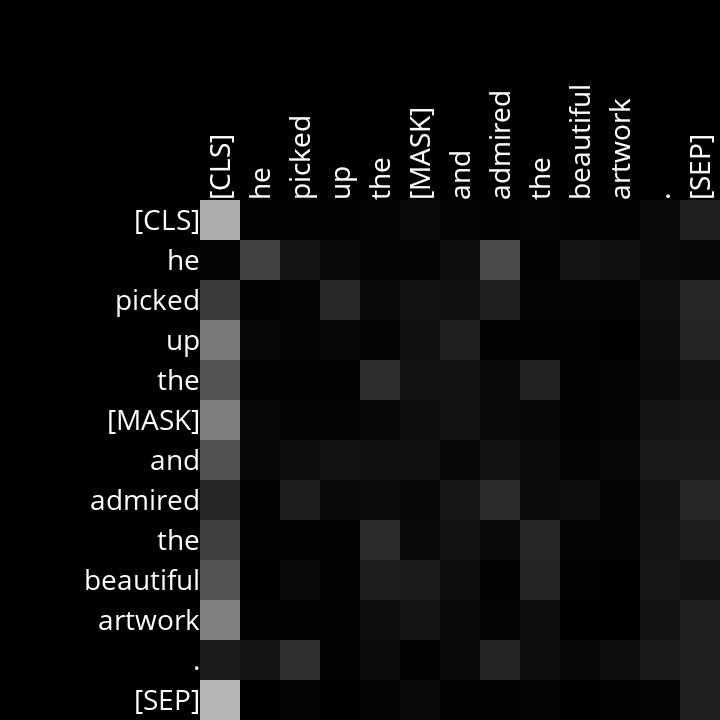 [CLS] he picked up the [MASK] and admired the beautiful artwork . [SEP]
[CLS]
he
picked
up
the
[MASK]
and
admired
the
beautiful
artwork
.
[SEP]